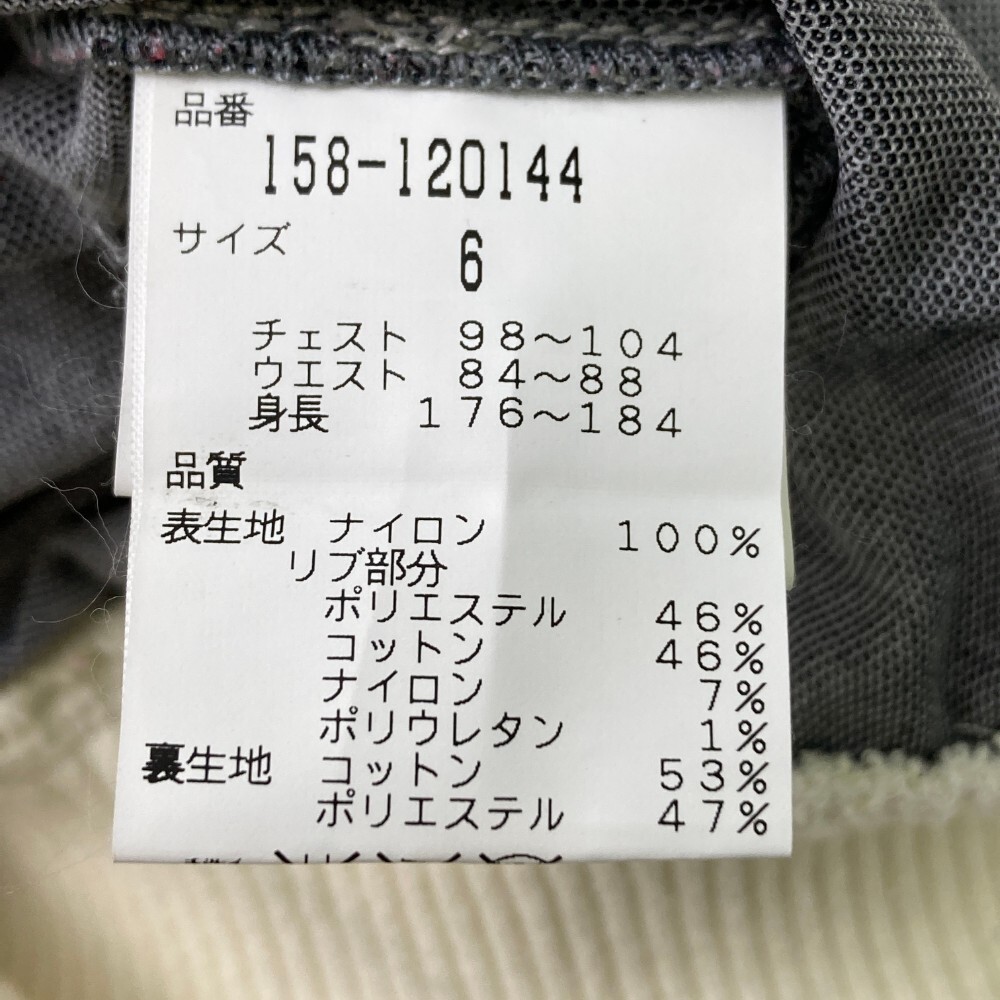 品番
158-120144
サイズ 6
チェスト 98～104
ウエスト 84～88
身長 176～184
品質
表生地 ナイロン 100%
リブ部分
ポリエステル 46%
コットン 46%
ナイロン 7%
ポリウレタン 1%
裏生地 コットン 53%
ポリエステル 47%